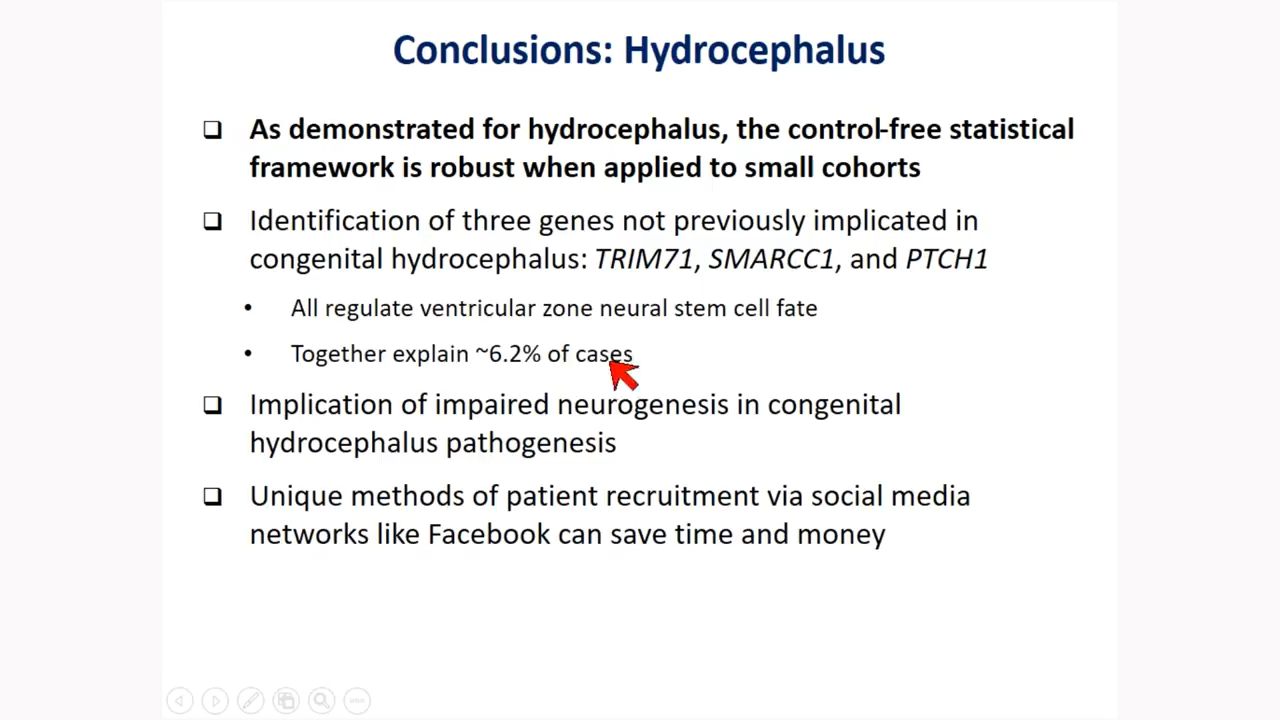 Conclusions: Hydrocephalus
❑ As demonstrated for hydrocephalus, the control-free statistical
framework is robust when applied to small cohorts
❑ Identification of three genes not previously implicated in
congenital hydrocephalus: TRIM71, SMARCC1, and PTCH1
• All regulate ventricular zone neural stem cell fate
• Together explain ~6.2% of cases
❑ Implication of impaired neurogenesis in congenital
hydrocephalus pathogenesis
❑ Unique methods of patient recruitment via social media
networks like Facebook can save time and money